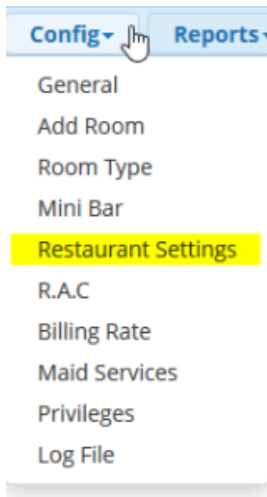 Config Reports
General
Add Room
Room Type
Mini Bar
Restaurant Settings
R.A.C
Billing Rate
Maid Services
Privileges
Log File